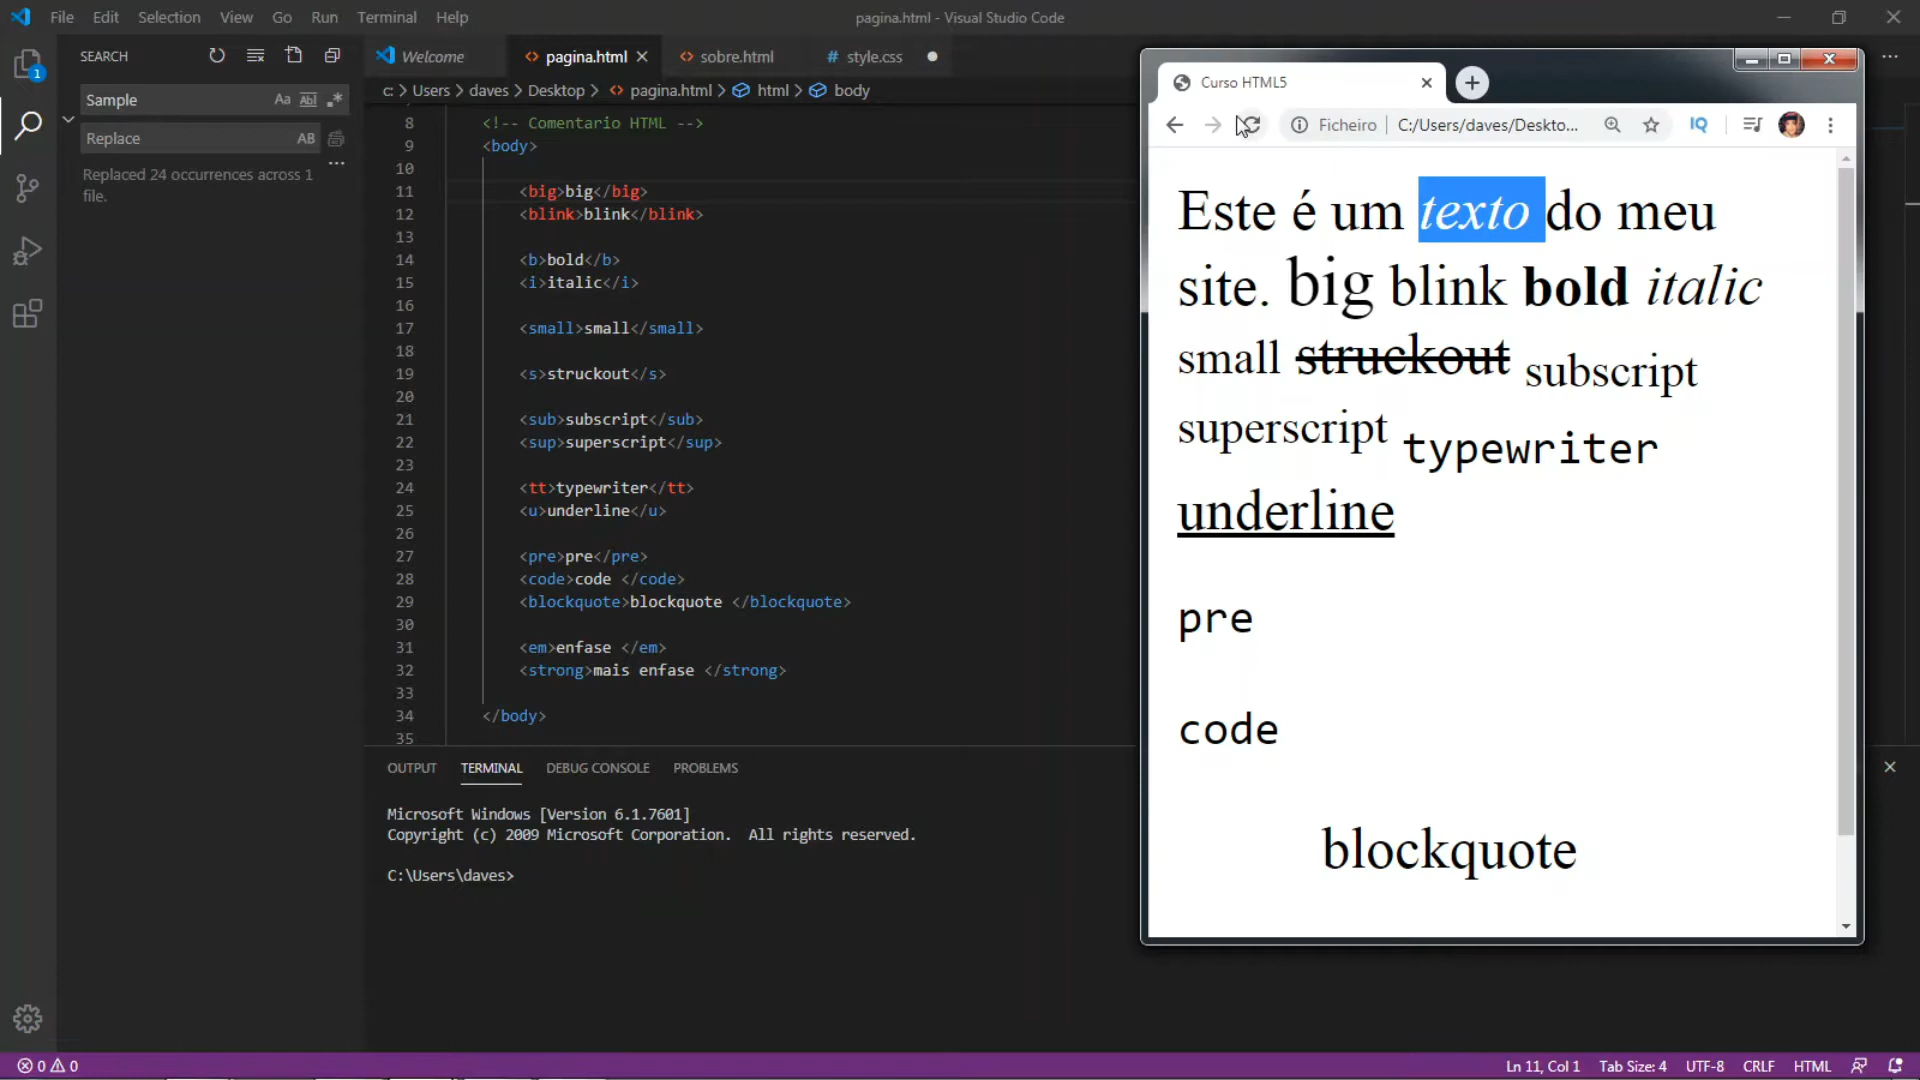 File Edit Selection View Go Run Terminal Help
pagina.html - Visual Studio Code
1
SEARCH
Sample
Aa Abl .*
Replace
AB
Replaced 24 occurrences across 1
file.
Welcome
pagina.html
sobre.html
# style.css
c: > Users > daves > Desktop > pagina.html > html > body
8 <!-- Comentario HTML -->
9 <body>
10
11 <big>big</big>
12 <blink>blink</blink>
13
14 <b>bold</b>
15 <i>italic</i>
16
17 <small>small</small>
18
19 <s>struckout</s>
20
21 <sub>subscript</sub>
22 <sup>superscript</sup>
23
24 <tt>typewriter</tt>
25 <u>underline</u>
26
27 <pre>pre</pre>
28 <code>code </code>
29 <blockquote>blockquote </blockquote>
30
31 <em>enfase </em>
32 <strong>mais enfase </strong>
33
34 </body>
35
OUTPUT TERMINAL DEBUG CONSOLE PROBLEMS
Microsoft Windows [Version 6.1.7601]
Copyright (c) 2009 Microsoft Corporation.  All rights reserved.
C:\Users\daves>
Curso HTML5
Ficheiro | C:/Users/daves/Deskto...
IQ
Este é um texto do meu
site. big blink bold italic
small struckout subscript
superscript typewriter
underline
pre
code
blockquote
0 0
Ln 11, Col 1 Tab Size: 4 UTF-8 CRLF HTML